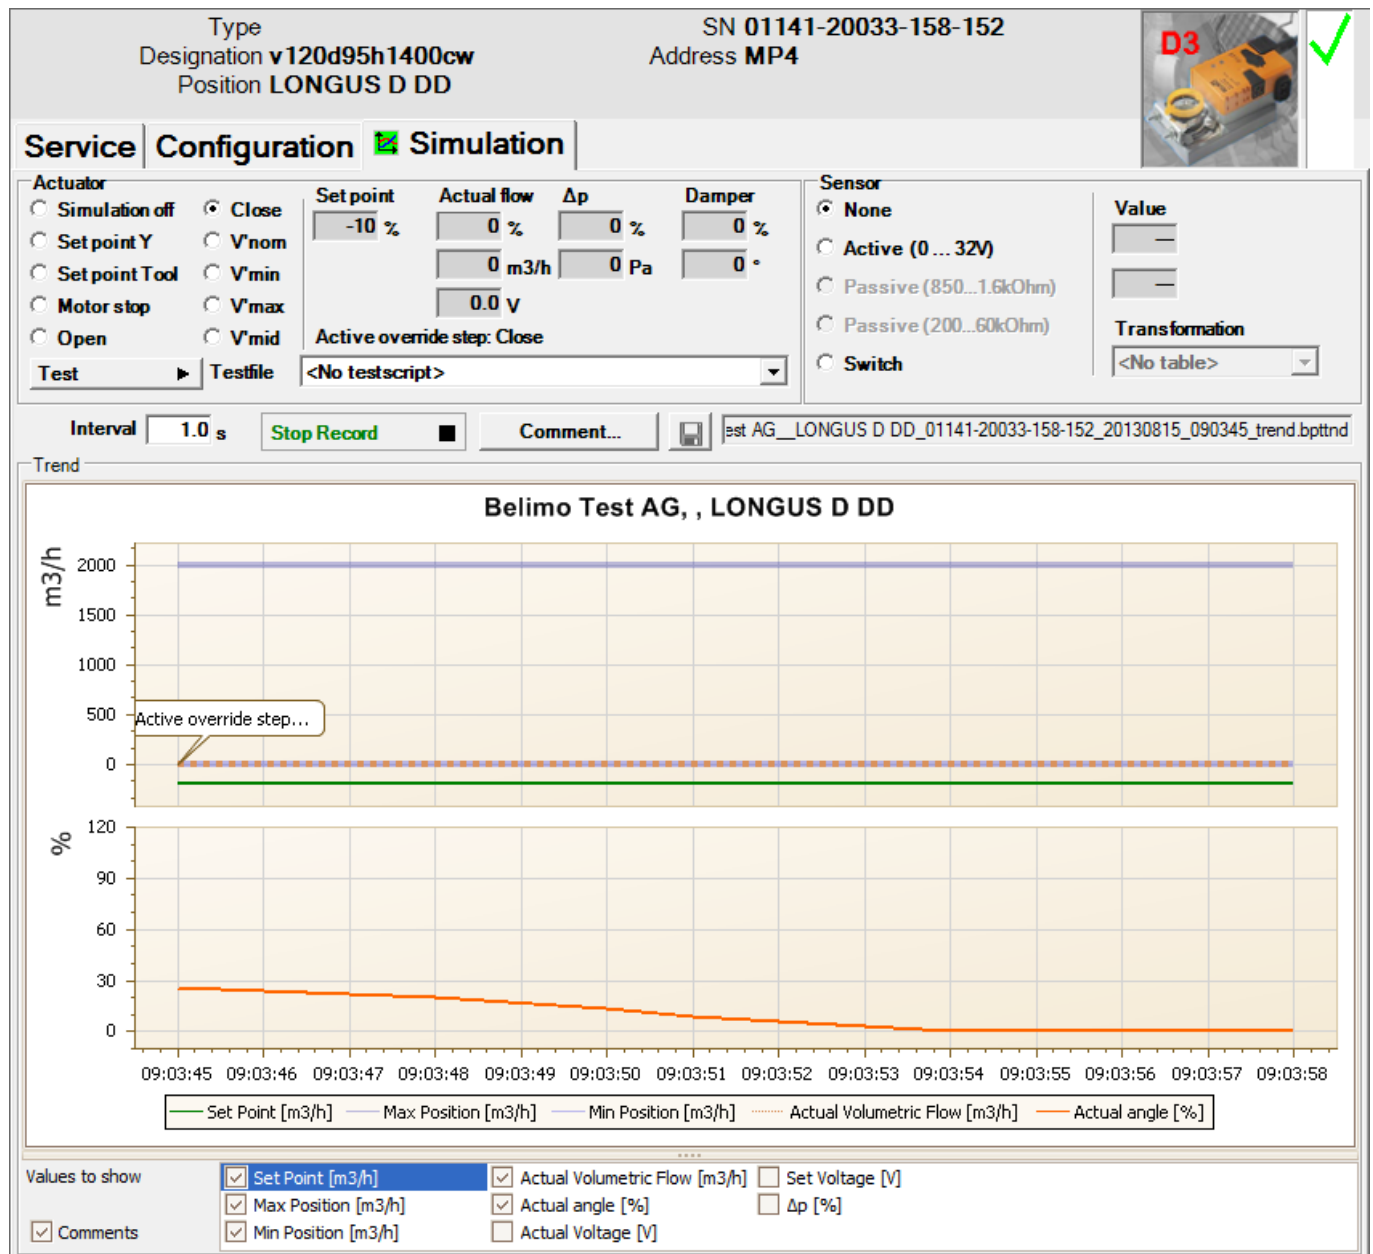 Type
SN 01141-20033-158-152
Designation v120d95h1400cw
Address MP4
Position LONGUS D DD
D3
Service Configuration Simulation
Actuator
Simulation off
Close
Set point Y
V'nom
Set point Tool
V'min
Motor stop
V'max
Open
V'mid
Set point Actual flow Δp Damper
-10 % 0 % 0 % 0 %
0 m3/h 0 Pa 0 °
0.0 V
Active override step: Close
Test Testfile <No testscript>
Sensor
None
Active (0 ... 32V)
Passive (850...1.6kOhm)
Passive (200...60kOhm)
Switch
Value
—
—
Transformation
<No table>
Interval 1.0 s Stop Record Comment... est AG__LONGUS D DD_01141-20033-158-152_20130815_090345_trend.bpttnd
Trend
Belimo Test AG, , LONGUS D DD
m3/h
2000
1500
1000
500
0
Active override step...
%
120
90
60
30
0
09:03:45 09:03:46 09:03:47 09:03:48 09:03:49 09:03:50 09:03:51 09:03:52 09:03:53 09:03:54 09:03:55 09:03:56 09:03:57 09:03:58
Set Point [m3/h] Max Position [m3/h] Min Position [m3/h] Actual Volumetric Flow [m3/h] Actual angle [%]
Values to show
Set Point [m3/h] Actual Volumetric Flow [m3/h] Set Voltage [V]
Max Position [m3/h] Actual angle [%] Δp [%]
Comments Min Position [m3/h] Actual Voltage [V]